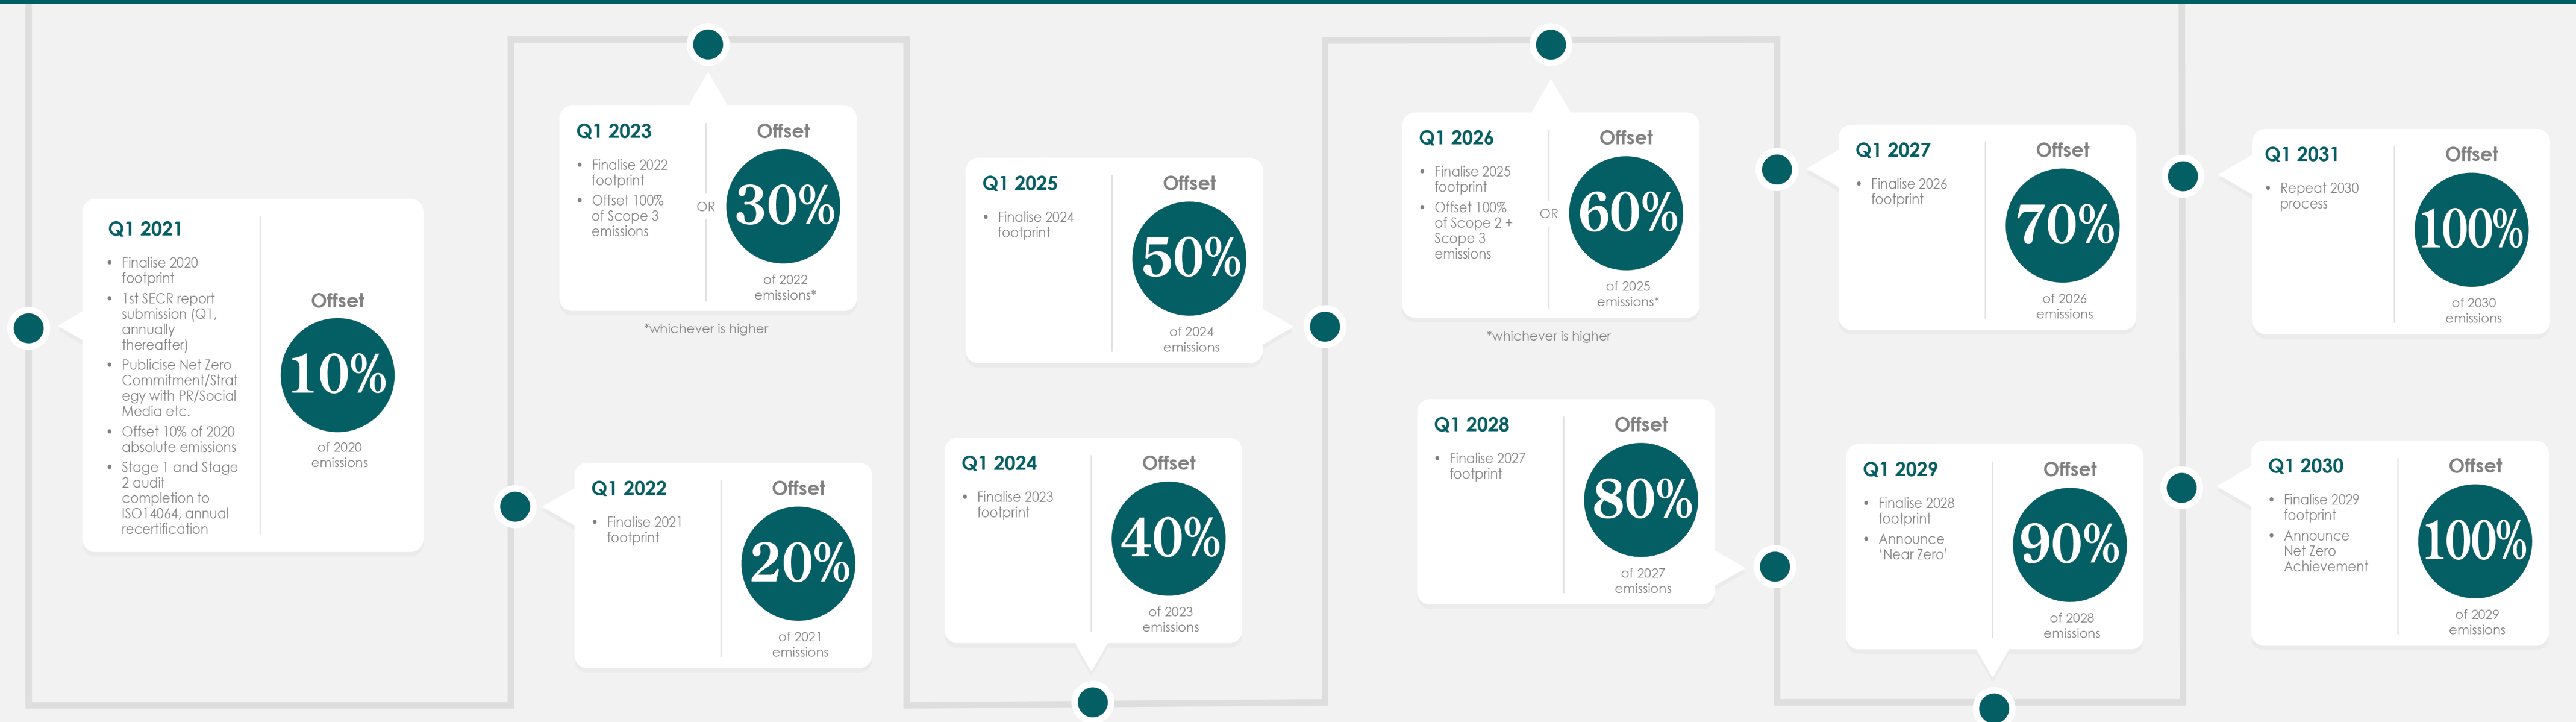 Q1 2021
• Finalise 2020
footprint
• 1st SECR report
submission (Q1,
annually
thereafter)
• Publicise Net Zero
Commitment/Strat
egy with PR/Social
Media etc.
• Offset 10% of 2020
absolute emissions
• Stage 1 and Stage
2 audit
completion to
ISO14064, annual
recertification
Offset
10%
of 2020
emissions
Q1 2022
• Finalise 2021
footprint
Offset
20%
of 2021
emissions
Q1 2023
• Finalise 2022
footprint
• Offset 100%
of Scope 3
emissions
OR
Offset
30%
of 2022
emissions*
*whichever is higher
Q1 2024
• Finalise 2023
footprint
Offset
40%
of 2023
emissions
Q1 2025
• Finalise 2024
footprint
Offset
50%
of 2024
emissions
Q1 2026
• Finalise 2025
footprint
• Offset 100%
of Scope 2 +
Scope 3
emissions
OR
Offset
60%
of 2025
emissions*
*whichever is higher
Q1 2027
• Finalise 2026
footprint
Offset
70%
of 2026
emissions
Q1 2028
• Finalise 2027
footprint
Offset
80%
of 2027
emissions
Q1 2029
• Finalise 2028
footprint
• Announce
‘Near Zero’
Offset
90%
of 2028
emissions
Q1 2030
• Finalise 2029
footprint
• Announce
Net Zero
Achievement
Offset
100%
of 2029
emissions
Q1 2031
• Repeat 2030
process
Offset
100%
of 2030
emissions